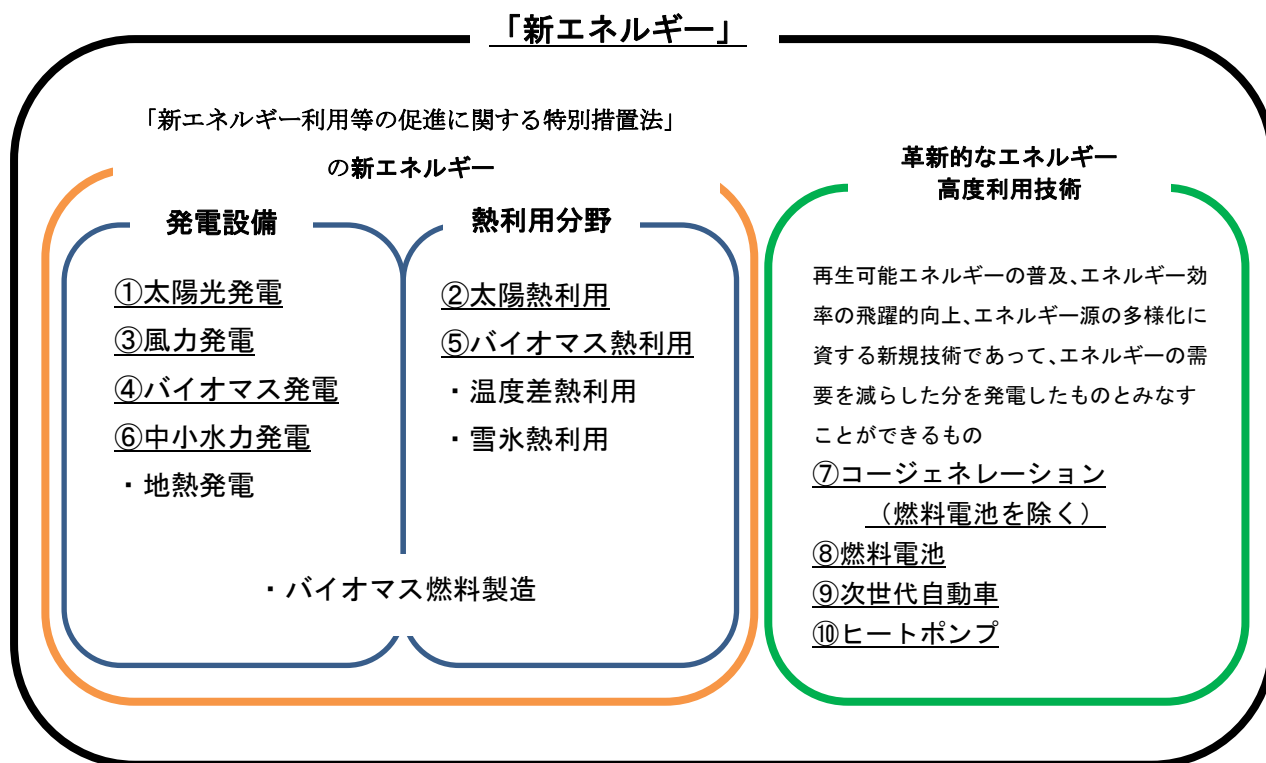 「新エネルギー」
「新エネルギー利用等の促進に関する特別措置法」
の新エネルギー
発電設備
①太陽光発電
③風力発電
④バイオマス発電
⑥中小水力発電
・地熱発電
熱利用分野
②太陽熱利用
⑤バイオマス熱利用
・温度差熱利用
・雪氷熱利用
・バイオマス燃料製造
革新的なエネルギー
高度利用技術
再生可能エネルギーの普及、エネルギー効
率の飛躍的向上、エネルギー源の多様化に
資する新規技術であって、エネルギーの需
要を減らした分を発電したものとみなす
ことができるもの
⑦コージェネレーション
（燃料電池を除く）
⑧燃料電池
⑨次世代自動車
⑩ヒートポンプ